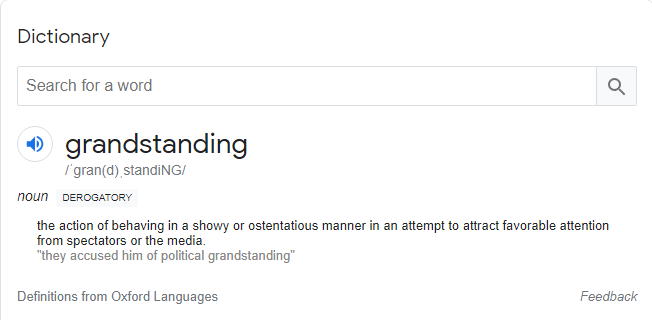 Dictionary
Search for a word
grandstanding
/ˈɡran(d)ˌstandiNG/
noun DEROGATORY
the action of behaving in a showy or ostentatious manner in an attempt to attract favorable attention
from spectators or the media.
"they accused him of political grandstanding"
Definitions from Oxford Languages Feedback